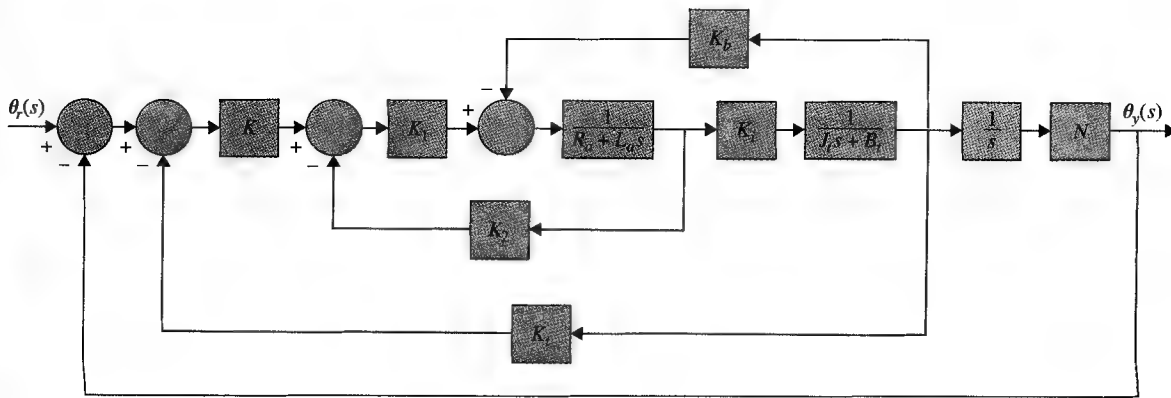 K_b
−
θ_r(s)
+
−
+
−
K
+
−
K_1
+
1 / (R_a + L_a s)
K_i
1 / (J_t s + B_t)
1 / s
N
θ_y(s)
K_2
K_t